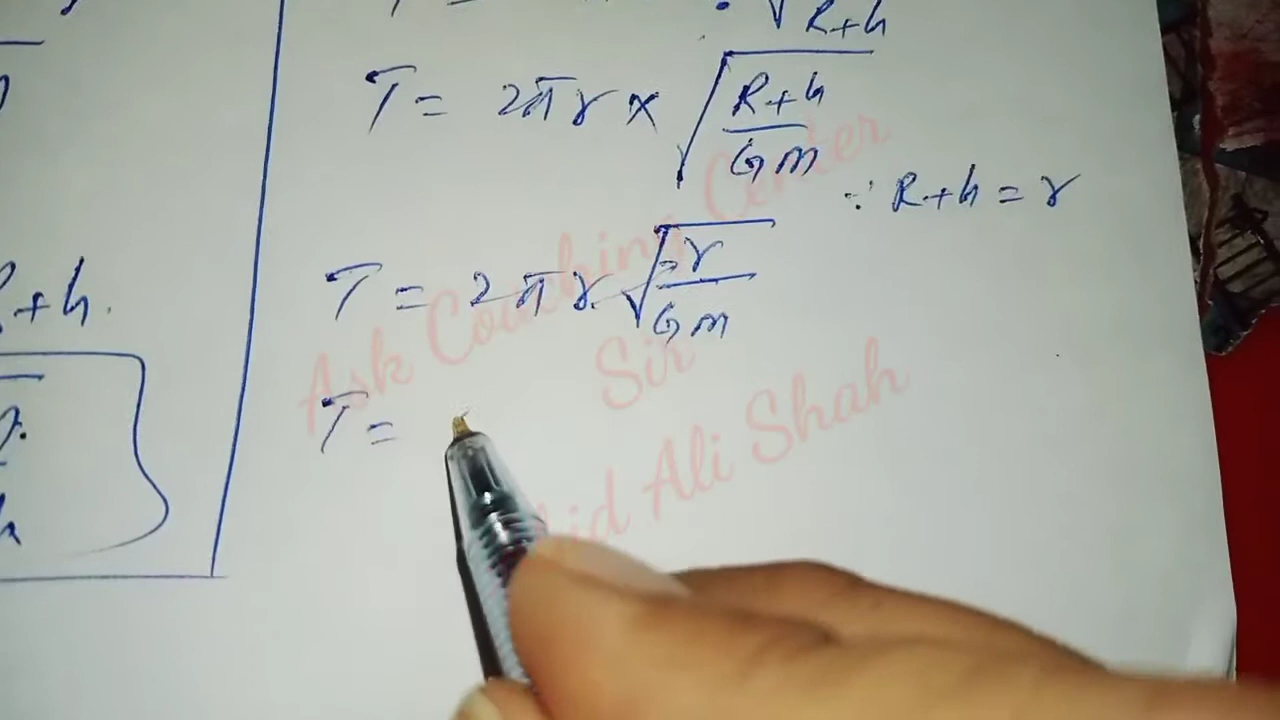 R+h
T = 2πr × √(R+h/Gm)
∵ R+h = r
T = 2πr √(r/Gm)
T =
+h.
Ask Coaching Center
Sir
Ali Shah